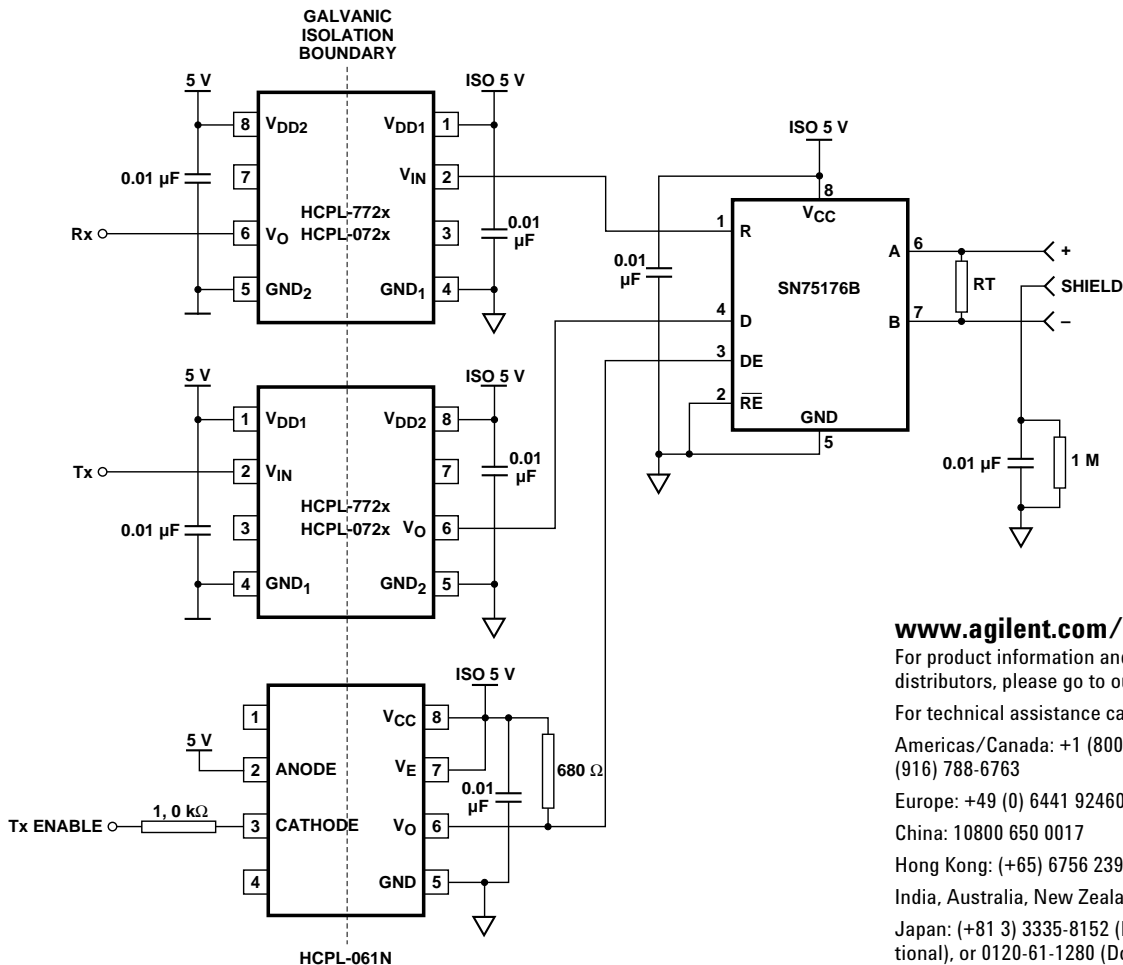 GALVANIC
ISOLATION
BOUNDARY
5 V
ISO 5 V
8 VDD2
VDD1 1
7
VIN 2
0.01 µF
HCPL-772x
HCPL-072x
Rx
6 VO
3
0.01
µF
5 GND2
GND1 4
ISO 5 V
8
VCC
1
R
0.01
µF
SN75176B
A
6
+
RT
SHIELD
4
D
B
7
–
3
DE
2
RE
GND
5
0.01 µF
1 M
5 V
ISO 5 V
1 VDD1
VDD2 8
Tx
2 VIN
7
0.01
µF
HCPL-772x
HCPL-072x
0.01 µF
3
VO 6
4 GND1
GND2 5
ISO 5 V
1
VCC 8
5 V
2 ANODE
VE 7
680 Ω
0.01
µF
Tx ENABLE
1, 0 kΩ
3 CATHODE
VO 6
4
GND 5
HCPL-061N
www.agilent.com/
For product information and
distributors, please go to ou
For technical assistance ca
Americas/Canada: +1 (800
(916) 788-6763
Europe: +49 (0) 6441 92460
China: 10800 650 0017
Hong Kong: (+65) 6756 239
India, Australia, New Zeala
Japan: (+81 3) 3335-8152 (
tional), or 0120-61-1280 (Do